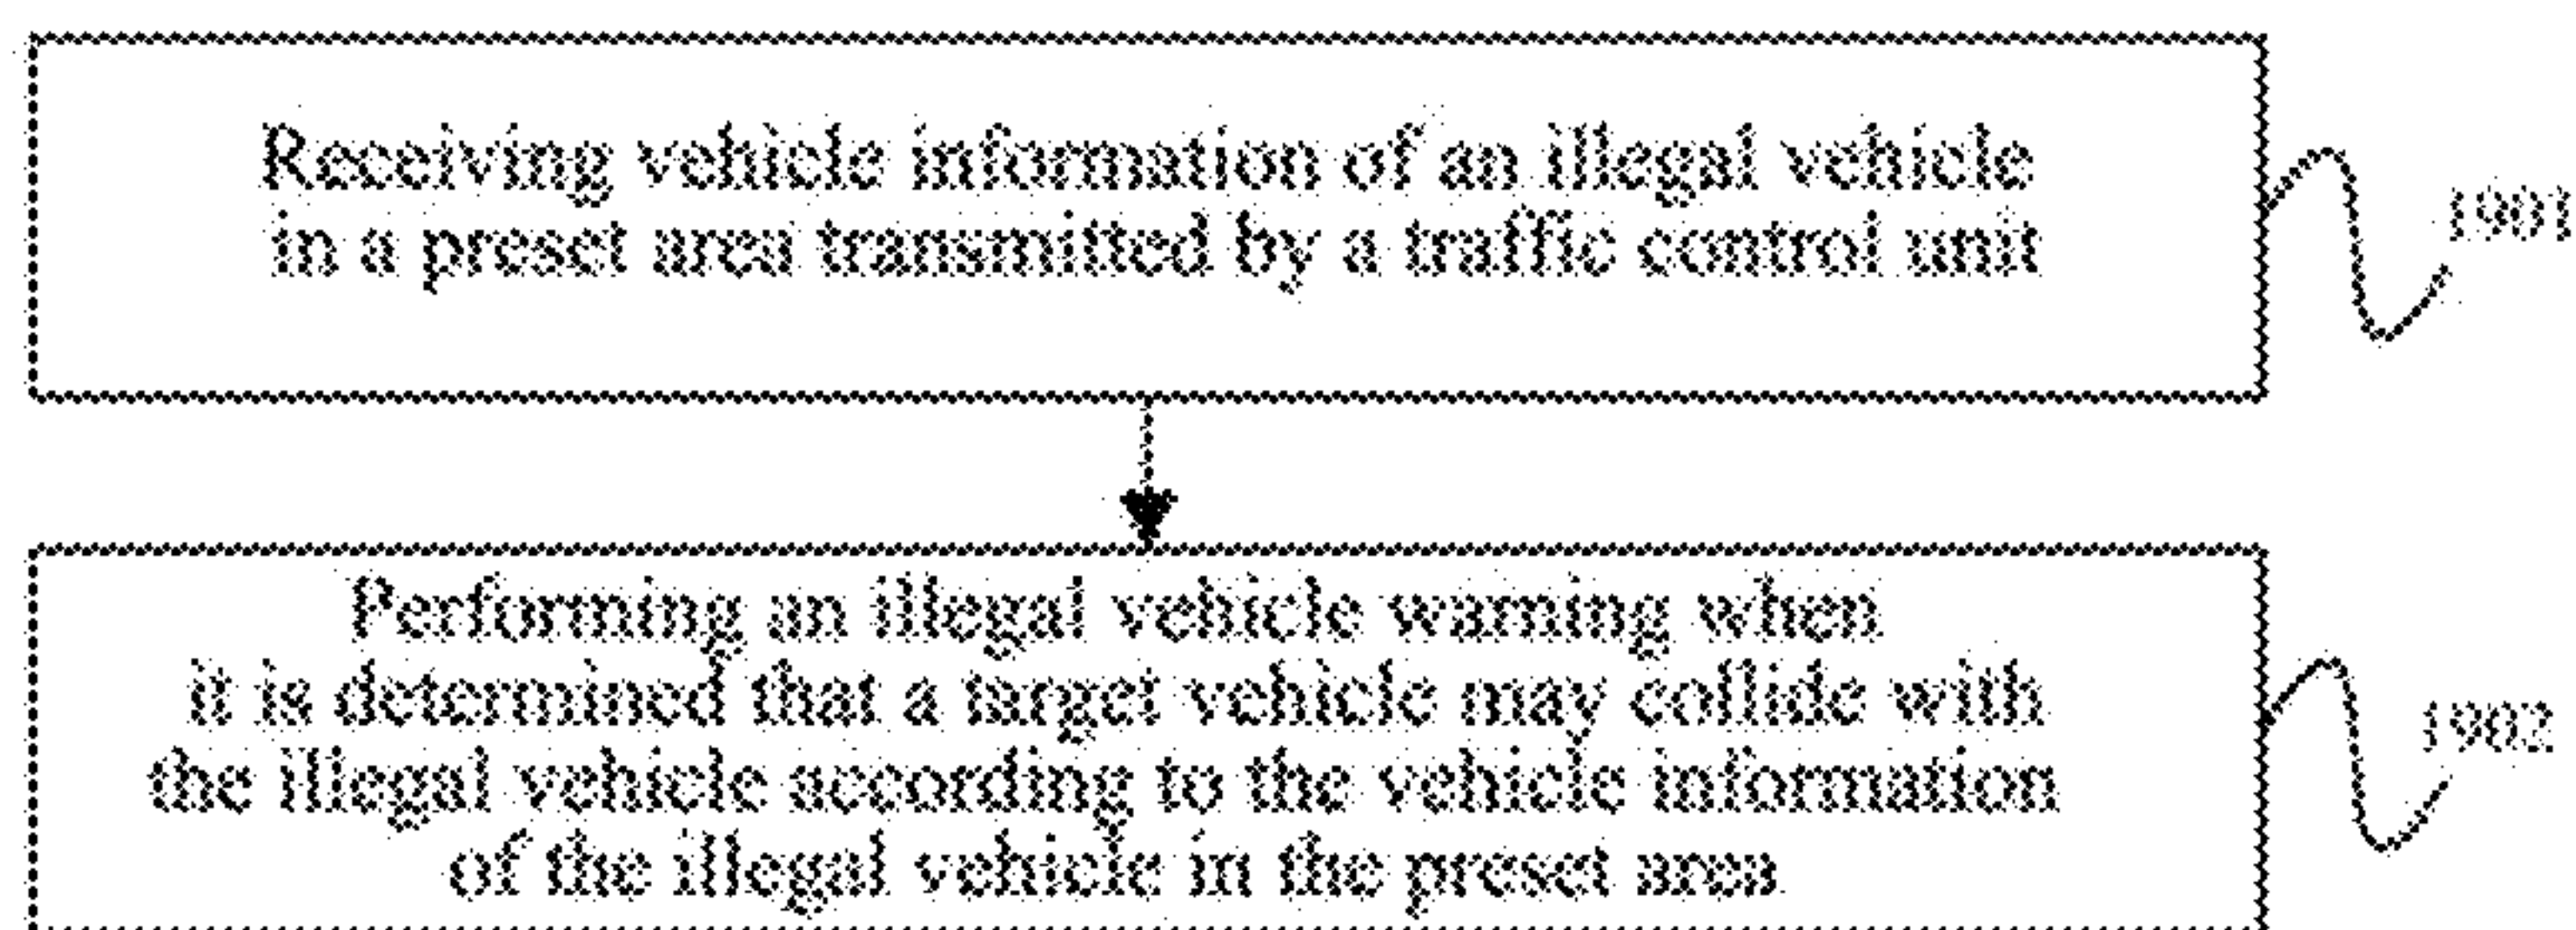 Receiving vehicle information of an illegal vehicle
in a preset area transmitted by a traffic control unit
1901
Performing an illegal vehicle warning when
it is determined that a target vehicle may collide with
the illegal vehicle according to the vehicle information
of the illegal vehicle in the preset area
1902